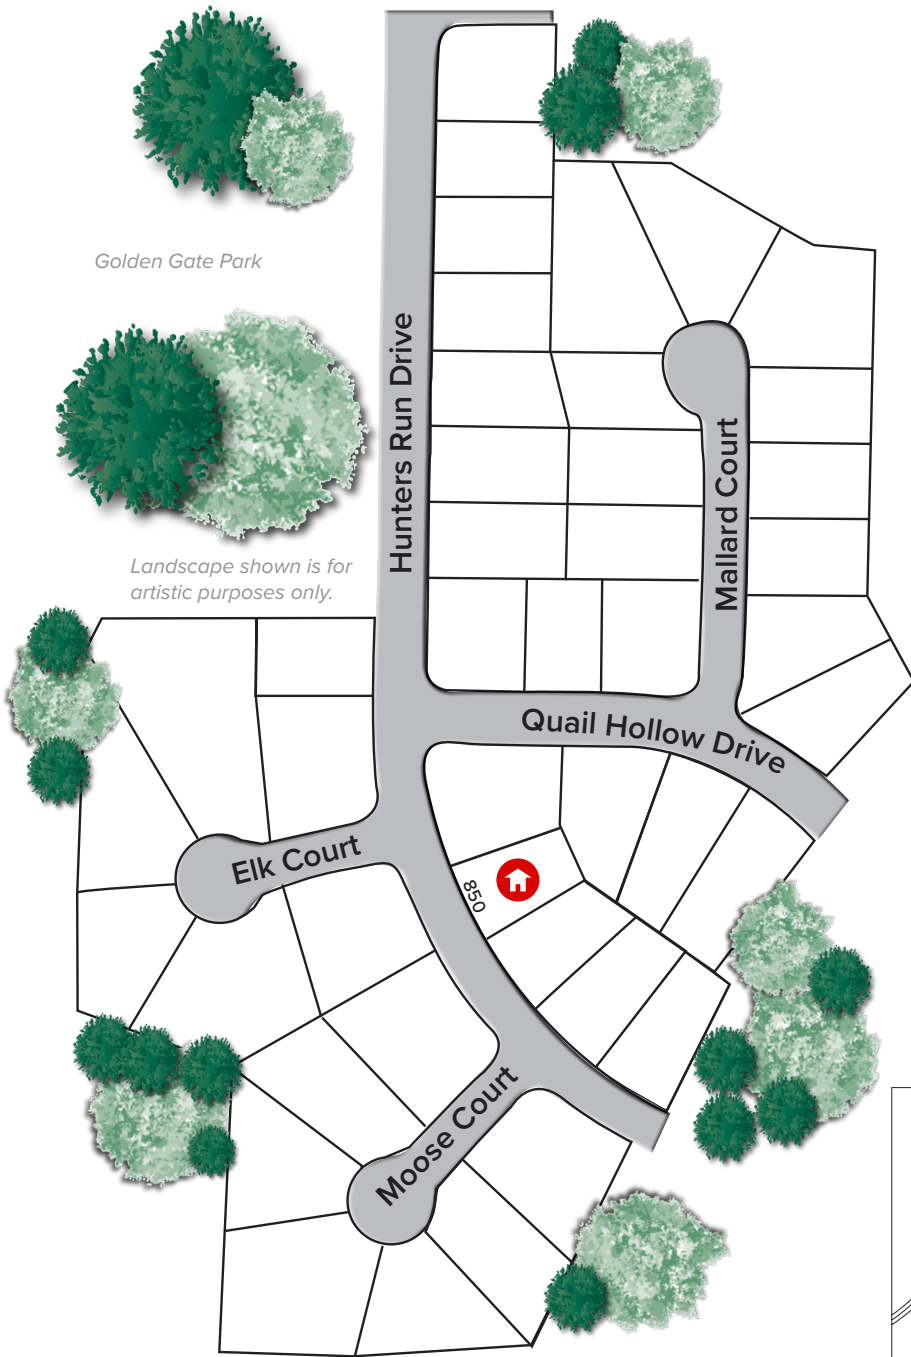 Golden Gate Park
Hunters Run Drive
Mallard Court
Landscape shown is for
artistic purposes only.
Quail Hollow Drive
Elk Court
850
Moose Court